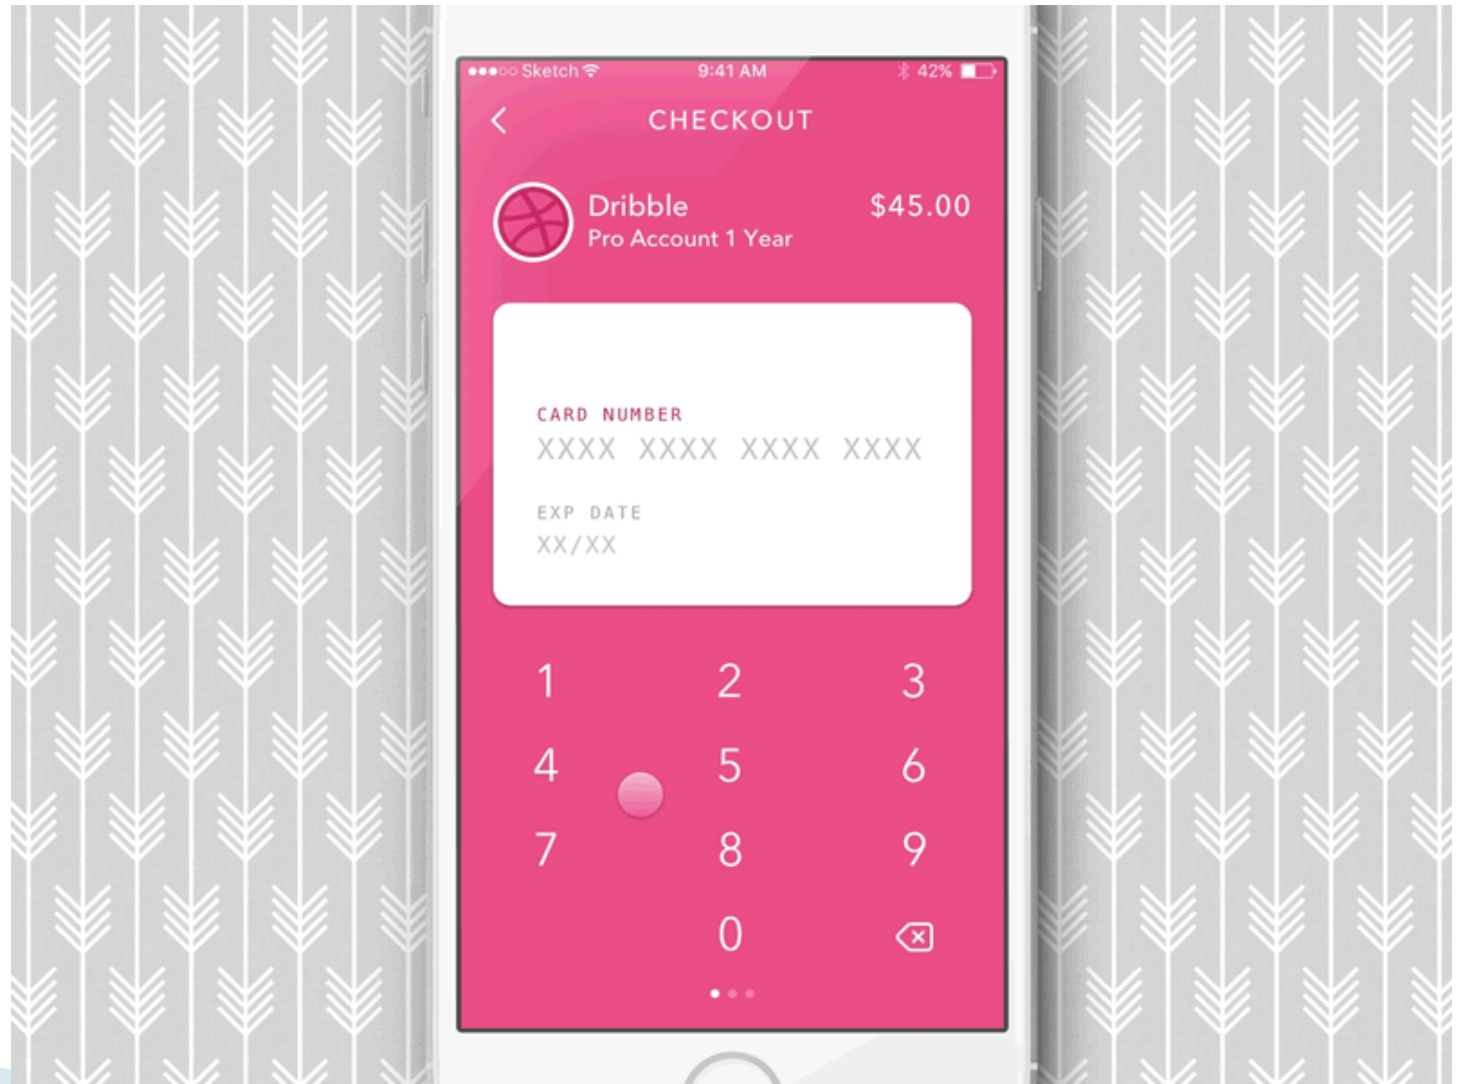 Sketch 9:41 AM 42%
CHECKOUT
Dribble $45.00
Pro Account 1 Year
CARD NUMBER
XXXX XXXX XXXX XXXX
EXP DATE
XX/XX
1 2 3
4 5 6
7 8 9
0